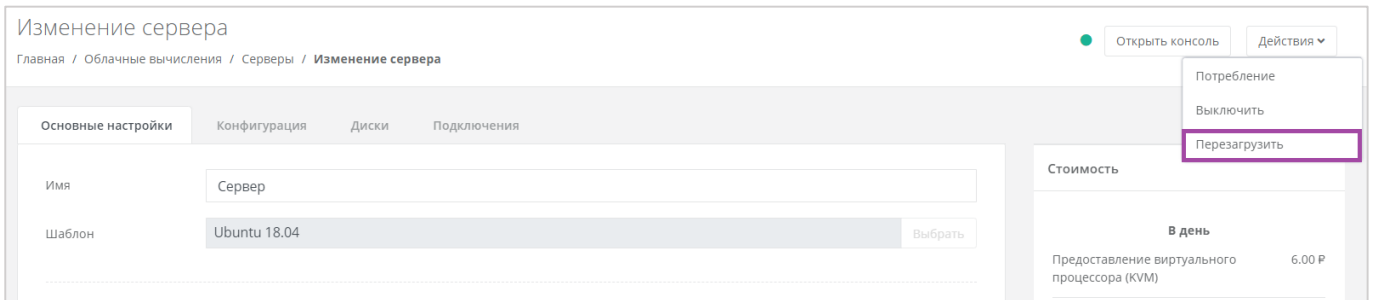 Изменение сервера
Главная / Облачные вычисления / Серверы / Изменение сервера
Открыть консоль
Действия
Потребление
Выключить
Перезагрузить
Основные настройки
Конфигурация
Диски
Подключения
Имя
Сервер
Шаблон
Ubuntu 18.04
Выбрать
Стоимость
В день
Предоставление виртуального 6.00 ₽
процессора (KVM)